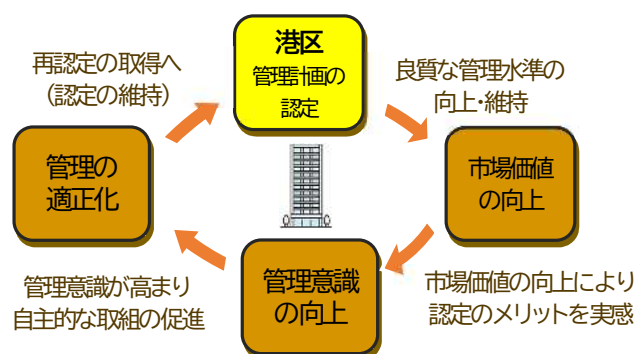 港区
管理計画の
認定
再認定の取得へ
(認定の維持)
良質な管理水準の
向上・維持
管理の
適正化
市場価値
の向上
管理意識
の向上
管理意識が高まり
自主的な取組の促進
市場価値の向上により
認定のメリットを実感